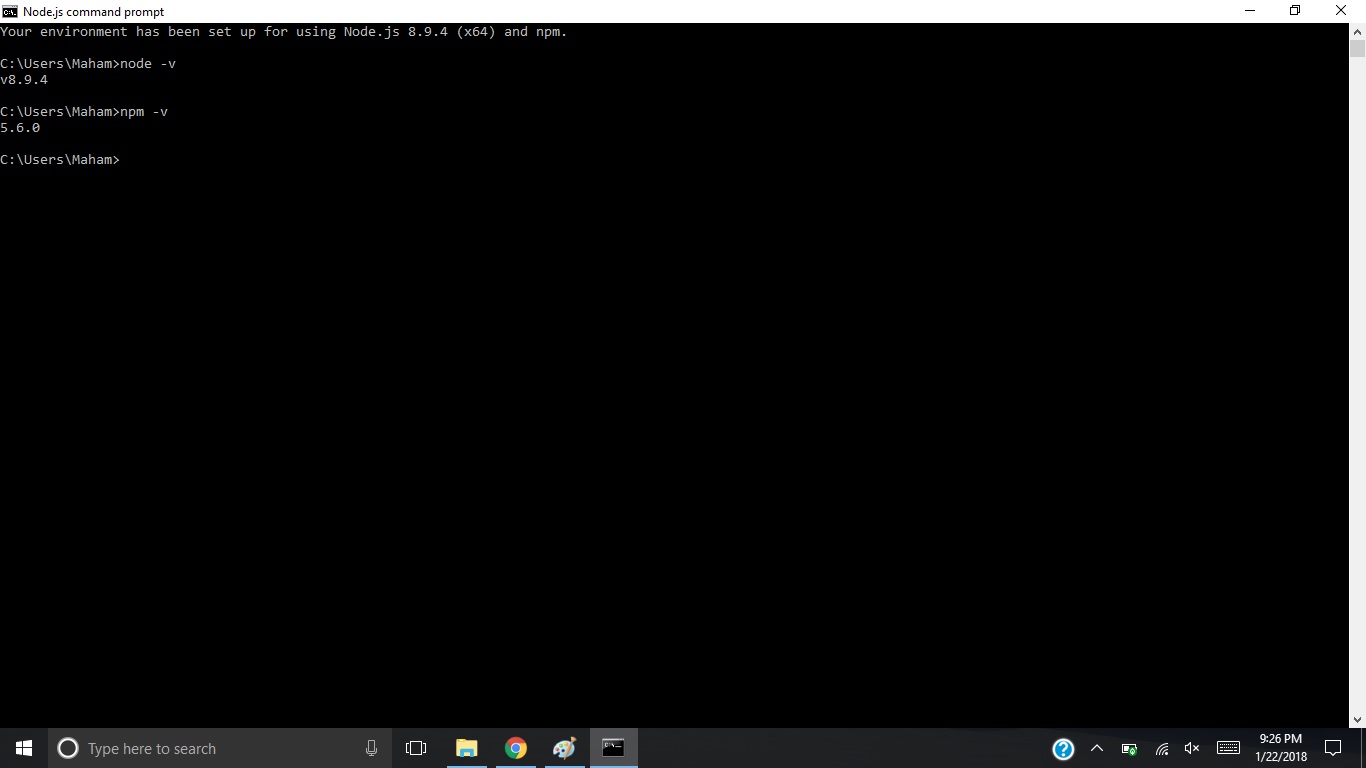 Node.js command prompt
Your environment has been set up for using Node.js 8.9.4 (x64) and npm.
C:\Users\Maham>node -v
v8.9.4
C:\Users\Maham>npm -v
5.6.0
C:\Users\Maham>
Type here to search
9:26 PM
1/22/2018